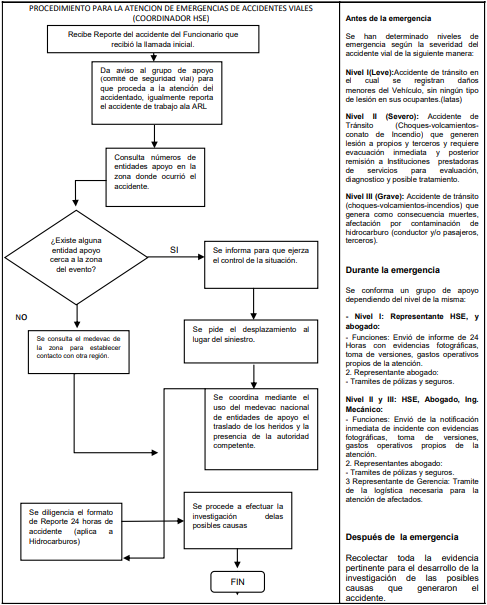 PROCEDIMIENTO PARA LA ATENCION DE EMERGENCIAS DE ACCIDENTES VIALES
(COORDINADOR HSE)
Recibe Reporte del accidente del Funcionario que
recibió la llamada inicial.
Da aviso al grupo de apoyo
(comité de seguridad vial) para
que proceda a la atención del
accidentado, igualmente reporta
el accidente de trabajo ala ARL
Consulta números de
entidades apoyo en la
zona donde ocurrió el
accidente.
¿Existe alguna
entidad apoyo
cerca a la zona
del evento?
SI
Se informa para que ejerza
el control de la situación.
NO
Se consulta el medevac de
la zona para establecer
contacto con otra región.
Se pide el desplazamiento al
lugar del siniestro.
Se coordina mediante el
uso del medevac nacional
de entidades de apoyo el
traslado de los heridos y la
presencia de la autoridad
competente.
Se diligencia el formato
de Reporte 24 horas de
accidente (aplica a
Hidrocarburos)
Se procede a efectuar la
investigación delas
posibles causas
FIN
Antes de la emergencia
Se han determinado niveles de
emergencia según la severidad del
accidente vial de la siguiente manera:
Nivel I(Leve):Accidente de tránsito en
el cual se registran daños
menores del Vehículo, sin ningún tipo
de lesión en sus ocupantes.(latas)
Nivel II (Severo): Accidente de
Tránsito (Choques-volcamientos-
conato de Incendio) que generen
lesión a propios y terceros y requiere
evacuación inmediata y posterior
remisión a Instituciones prestadoras
de servicios para evaluación,
diagnostico y posible tratamiento.
Nivel III (Grave): Accidente de tránsito
(choques-volcamientos-incendios) que
genera como consecuencia muertes,
afectación por contaminación de
hidrocarburo (conductor y/o pasajeros,
terceros).
Durante la emergencia
Se conforma un grupo de apoyo
dependiendo del nivel de la misma:
- Nivel I: Representante HSE, y
abogado:
- Funciones: Envió de informe de 24
Horas con evidencias fotográficas,
toma de versiones, gastos operativos
propios de la atención.
2. Representante abogado:
- Tramites de pólizas y seguros.
Nivel II y III: HSE, Abogado, Ing.
Mecánico:
- Funciones: Envió de la notificación
inmediata de incidente con evidencias
fotográficas, toma de versiones,
gastos operativos propios de la
atención.
2. Representantes abogado:
- Tramites de pólizas y seguros.
3 Representante de Gerencia: Tramite
de la logística necesaria para la
atención de afectados.
Después de la emergencia
Recolectar toda la evidencia
pertinente para el desarrollo de la
investigación de las posibles
causas que generaron el
accidente.